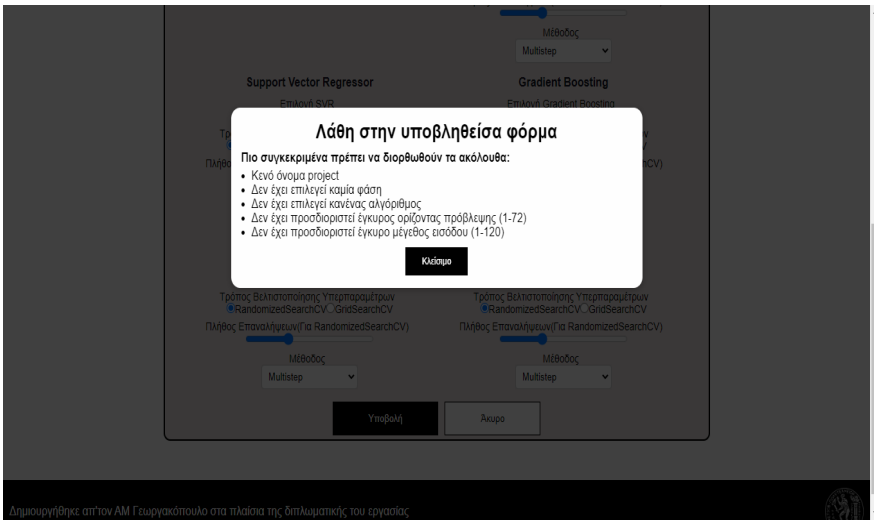 Μέθοδος
Multistep
Support Vector Regressor
Gradient Boosting
Επιλογή SVR
Επιλογή Gradient Boosting
Λάθη στην υποβληθείσα φόρμα
Πιο συγκεκριμένα πρέπει να διορθωθούν τα ακόλουθα:
• Κενό όνομα project
• Δεν έχει επιλεγεί καμία φάση
• Δεν έχει επιλεγεί κανένας αλγόριθμος
• Δεν έχει προσδιοριστεί έγκυρος ορίζοντας πρόβλεψης (1-72)
• Δεν έχει προσδιοριστεί έγκυρο μέγεθος εισόδου (1-120)
Κλείσιμο
Τρόπος Βελτιστοποίησης Υπερπαραμέτρων
Τρόπος Βελτιστοποίησης Υπερπαραμέτρων
RandomizedSearchCV GridSearchCV
RandomizedSearchCV GridSearchCV
Πλήθος Επαναλήψεων(Για RandomizedSearchCV)
Πλήθος Επαναλήψεων(Για RandomizedSearchCV)
Μέθοδος
Μέθοδος
Multistep
Multistep
Υποβολή
Άκυρο
Δημιουργήθηκε απ'τον ΑΜ Γεωργακόπουλο στα πλαίσια της διπλωματικής του εργασίας